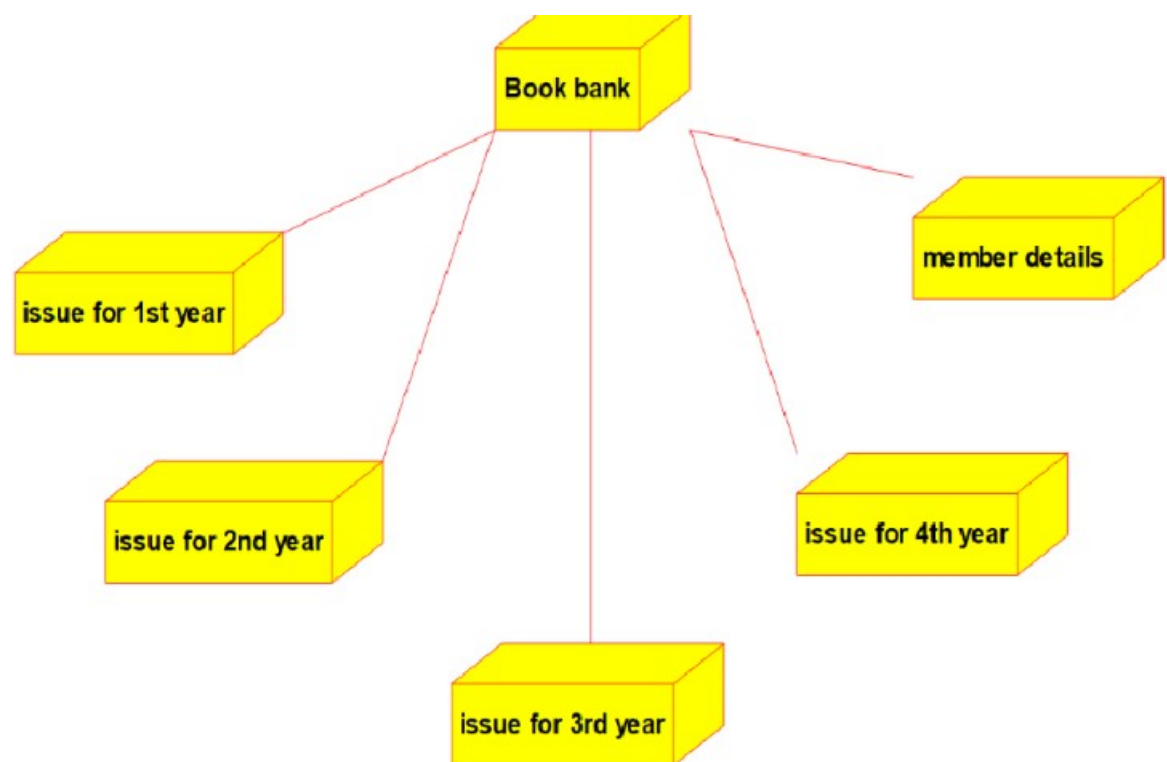 Book bank
member details
issue for 1st year
issue for 2nd year
issue for 4th year
issue for 3rd year